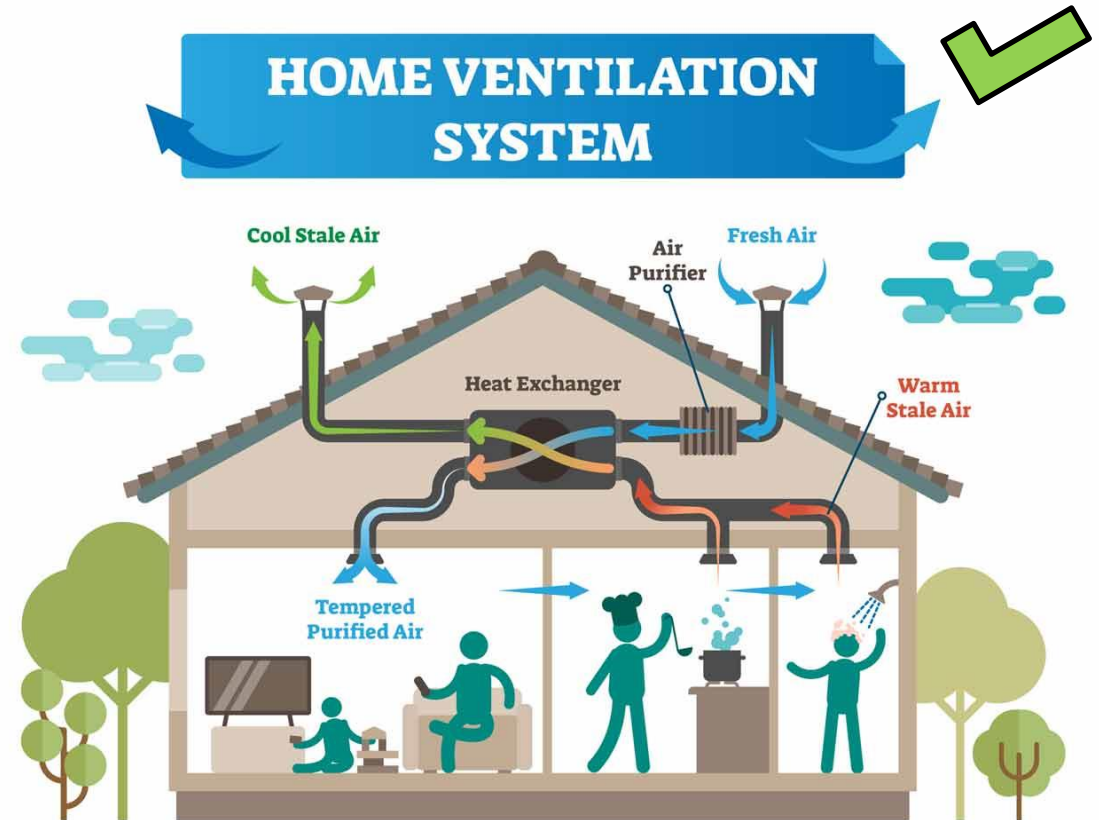 HOME VENTILATION
SYSTEM
Cool Stale Air
Fresh Air
Air
Purifier
Heat Exchanger
Warm
Stale Air
Tempered
Purified Air